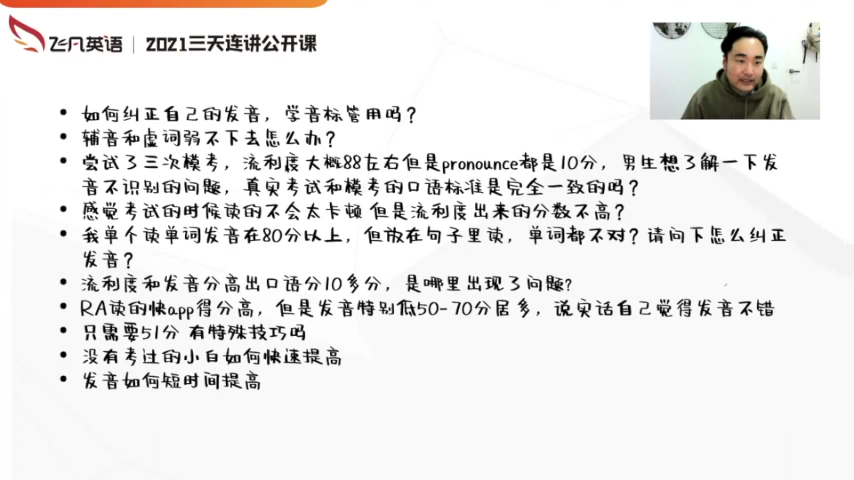 飞凡英语 | 2021三天连讲公开课
• 如何纠正自己的发音，学音标管用吗？
• 辅音和虚词弱不下去怎么办？
• 尝试了三次模考，流利度大概88左右但是pronounce都是10分，男生想了解一下发
音不识别的问题，真实考试和模考的口语标准是完全一致的吗？
• 感觉考试的时候读的不会太卡顿 但是流利度出来的分数不高？
• 我单个读单词发音在80分以上，但放在句子里读，单词都不对？请问下怎么纠正
发音？
• 流利度和发音分高出口语分10多分，是哪里出现了问题?
• RA读的快app得分高，但是发音特别低50-70分居多，说实话自己觉得发音不错
• 只需要51分 有特殊技巧吗
• 没有考过的小白如何快速提高
• 发音如何短时间提高